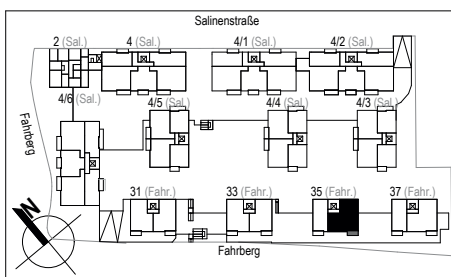 Salinenstraße
2 (Sal.) 4 (Sal.) 4/1 (Sal.) 4/2 (Sal.)
4/6 (Sal.) 4/5 (Sal.) 4/4 (Sal.) 4/3 (Sal.)
Fahrberg
31 (Fahr.) 33 (Fahr.) 35 (Fahr.) 37 (Fahr.)
N
Fahrberg